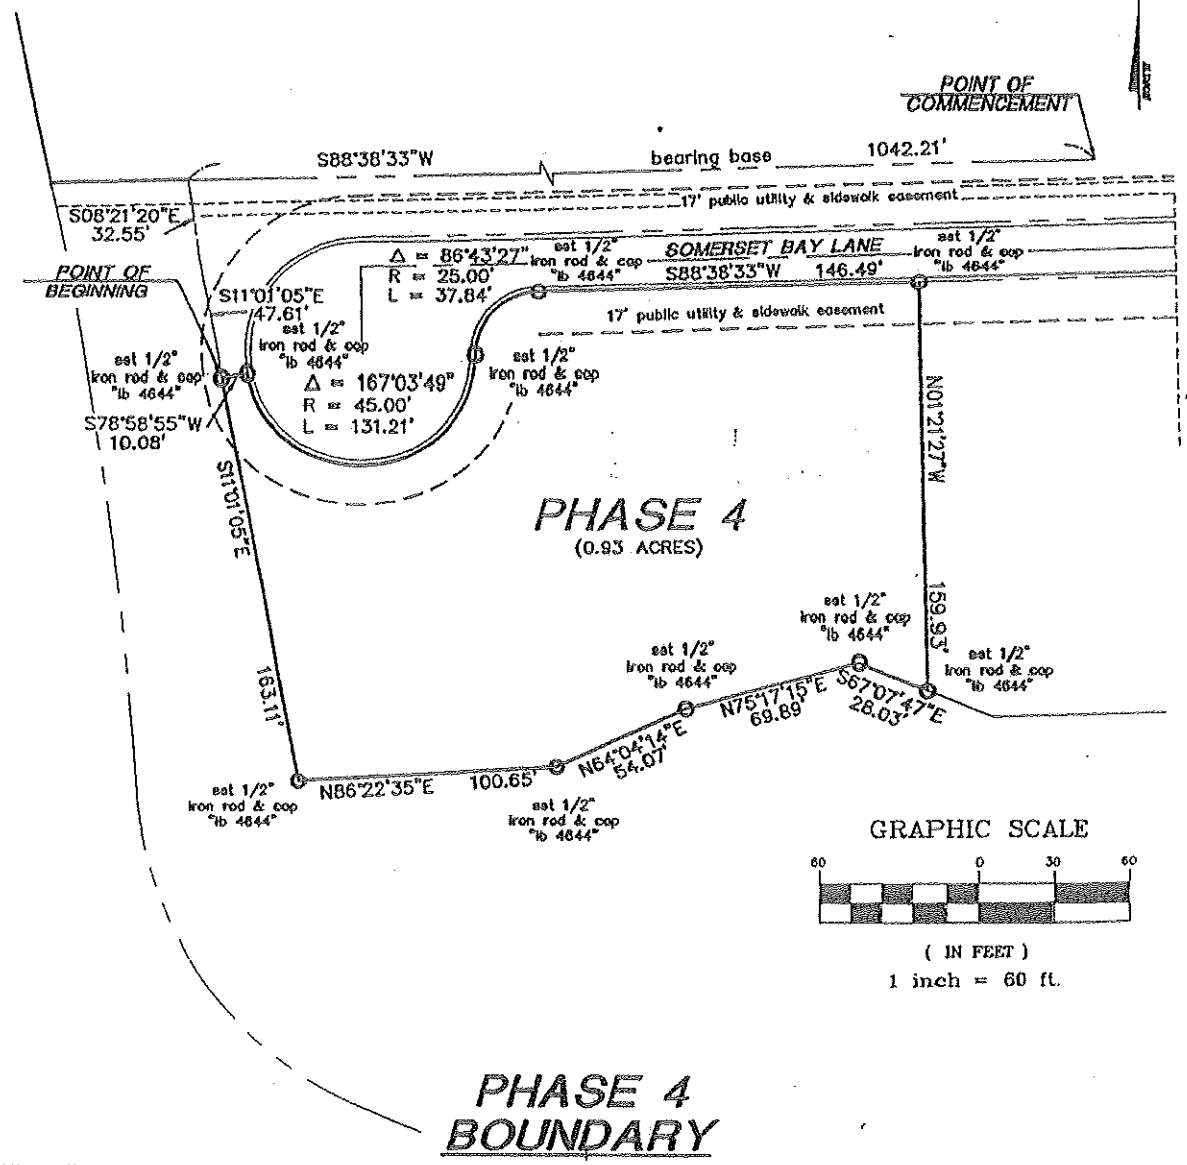 POINT OF
COMMENCEMENT
S88°38'33"W
bearing base
1042.21'
17' public utility & sidewalk easement
S08°21'20"E
32.55'
POINT OF
BEGINNING
S11°01'05"E
47.61'
Δ = 86°43'27"
R = 25.00'
L = 37.84'
set 1/2"
iron rod & cap
"lb 4644"
SOMERSET BAY LANE
S88°38'33"W 146.49'
set 1/2"
iron rod & cap
"lb 4644"
17' public utility & sidewalk easement
set 1/2"
iron rod & cap
"lb 4644"
set 1/2"
iron rod & cap
"lb 4644"
set 1/2"
iron rod & cap
"lb 4644"
Δ = 167°03'49"
R = 45.00'
L = 131.21'
S78°58'55"W
10.08'
S11°01'05"E
163.11'
N01°21'27"W
159.93'
PHASE 4
(0.93 ACRES)
set 1/2"
iron rod & cap
"lb 4644"
set 1/2"
iron rod & cap
"lb 4644"
set 1/2"
iron rod & cap
"lb 4644"
N75°17'15"E
69.89'
S67°07'47"E
28.03'
N64°04'14"E
54.07'
N86°22'35"E 100.65'
set 1/2"
iron rod & cap
"lb 4644"
set 1/2"
iron rod & cap
"lb 4644"
GRAPHIC SCALE
60 0 30 60
( IN FEET )
1 inch = 60 ft.
PHASE 4
BOUNDARY